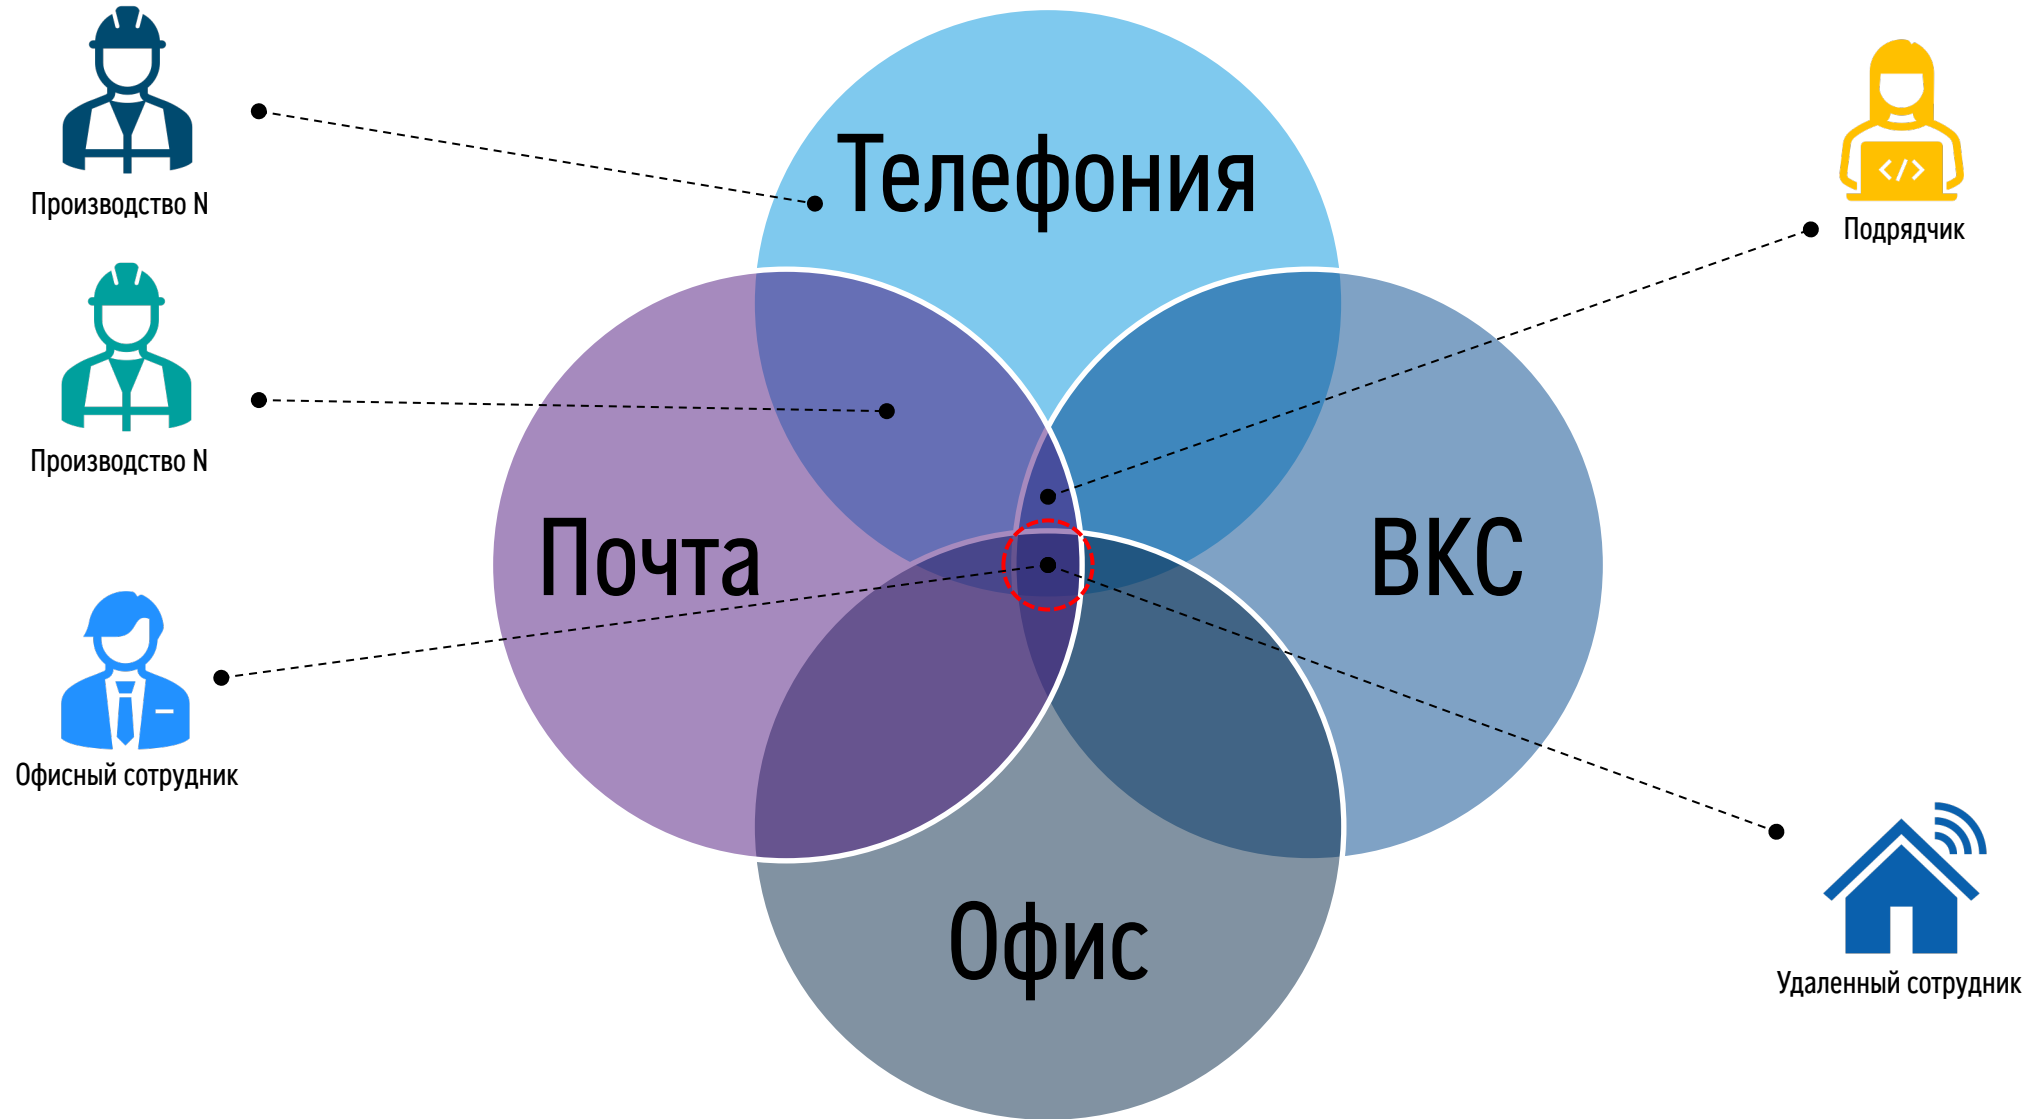 Телефония
Производство N
Подрядчик
Производство N
Почта
ВКС
Офисный сотрудник
Офис
Удаленный сотрудник